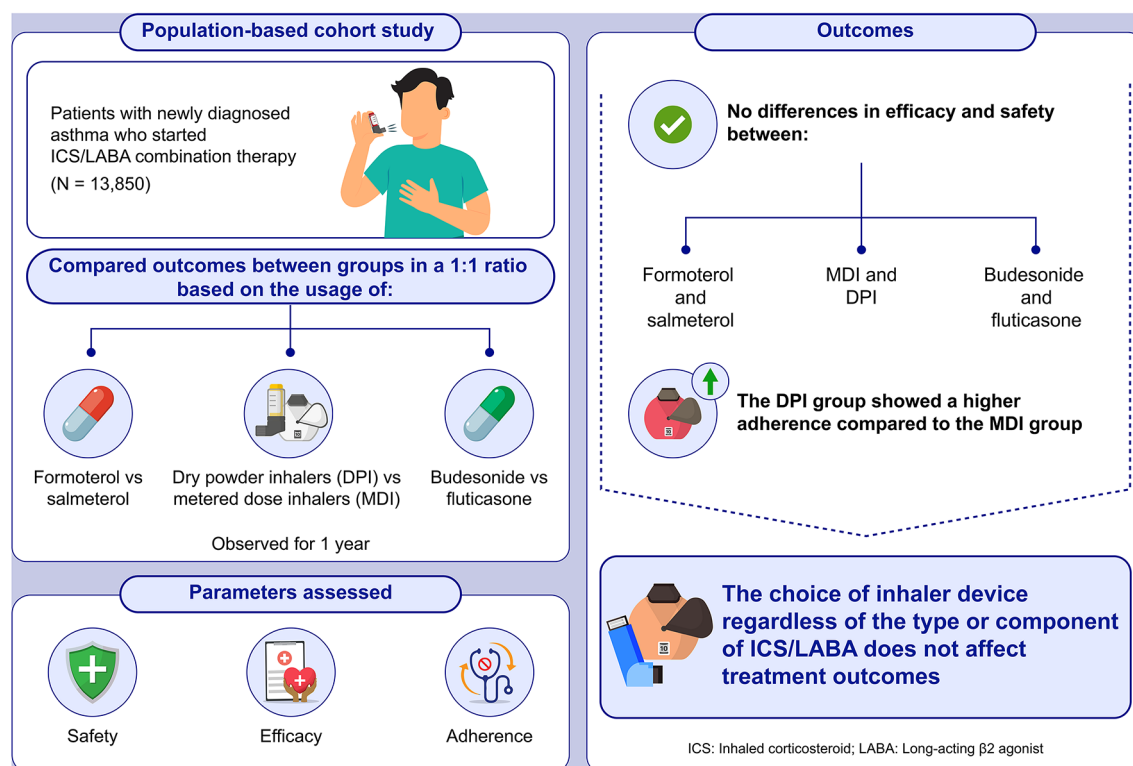 Population-based cohort study
Patients with newly diagnosed
asthma who started
ICS/LABA combination therapy
(N = 13,850)
Compared outcomes between groups in a 1:1 ratio
based on the usage of:
10
Formoterol vs
salmeterol
Dry powder inhalers (DPI) vs
metered dose inhalers (MDI)
Budesonide vs
fluticasone
Observed for 1 year
Parameters assessed
Safety
Efficacy
Adherence
Outcomes
No differences in efficacy and safety
between:
Formoterol
and
salmeterol
MDI and
DPI
Budesonide
and
fluticasone
10
The DPI group showed a higher
adherence compared to the MDI group
10
The choice of inhaler device
regardless of the type or component
of ICS/LABA does not affect
treatment outcomes
ICS: Inhaled corticosteroid; LABA: Long-acting β2 agonist